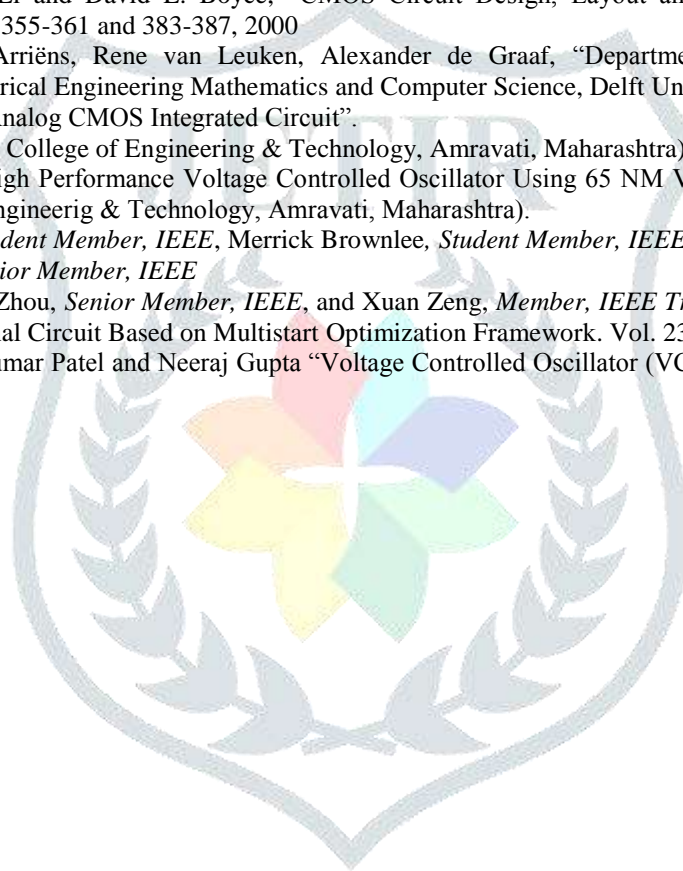 and David E. Boyce, “CMOS Circuit Design, Layout an
355-361 and 383-387, 2000
Arriëns, Rene van Leuken, Alexander de Graaf, “Departme
rical Engineering Mathematics and Computer Science, Delft Un
nalog CMOS Integrated Circuit”.
College of Engineering & Technology, Amravati, Maharashtra)
igh Performance Voltage Controlled Oscillator Using 65 NM V
ngineerig & Technology, Amravati, Maharashtra).
dent Member, IEEE, Merrick Brownlee, Student Member, IEEE
ior Member, IEEE
Zhou, Senior Member, IEEE, and Xuan Zeng, Member, IEEE Tr
al Circuit Based on Multistart Optimization Framework. Vol. 23
umar Patel and Neeraj Gupta “Voltage Controlled Oscillator (VC
JETIR